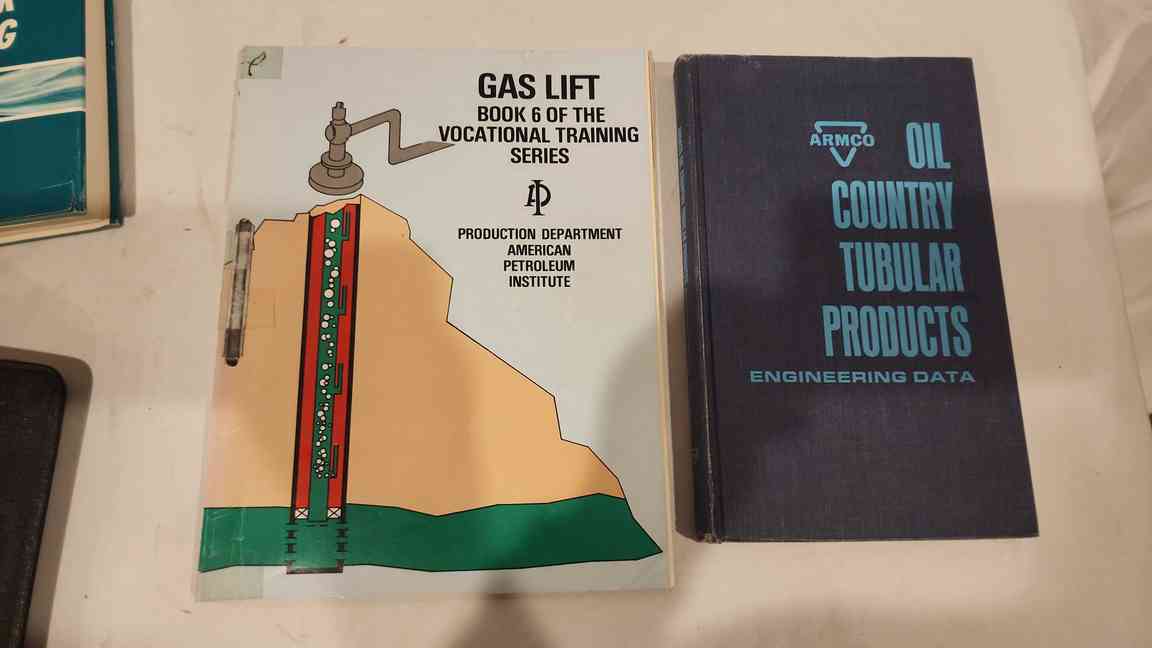 G
GAS LIFT
BOOK 6 OF THE
VOCATIONAL TRAINING
SERIES
API
PRODUCTION DEPARTMENT
AMERICAN
PETROLEUM
INSTITUTE
ARMCO
OIL
COUNTRY
TUBULAR
PRODUCTS
ENGINEERING DATA